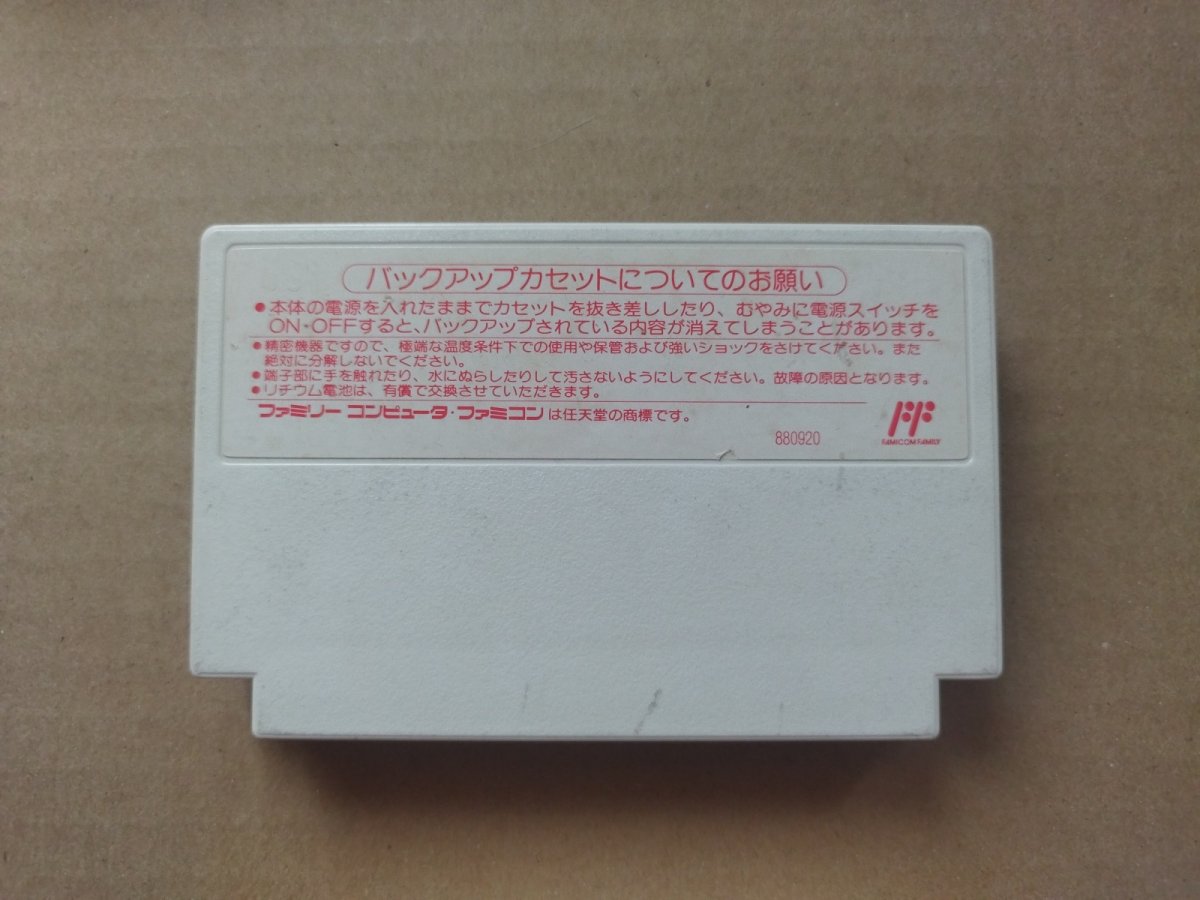 バックアップカセットについてのお願い
●本体の電源を入れたままでカセットを抜き差ししたり、むやみに電源スイッチを
ON・OFFすると、バックアップされている内容が消えてしまうことがあります。
●精密機器ですので、極端な温度条件下での使用や保管および強いショックをさけてください。また
絶対に分解しないでください。
●端子部に手を触れたり、水にぬらしたりして汚さないようにしてください。故障の原因となります。
●リチウム電池は、有償で交換させていただきます。
ファミリー コンピュータ・ファミコンは任天堂の商標です。
FF
FAMICOM FAMILY
880920